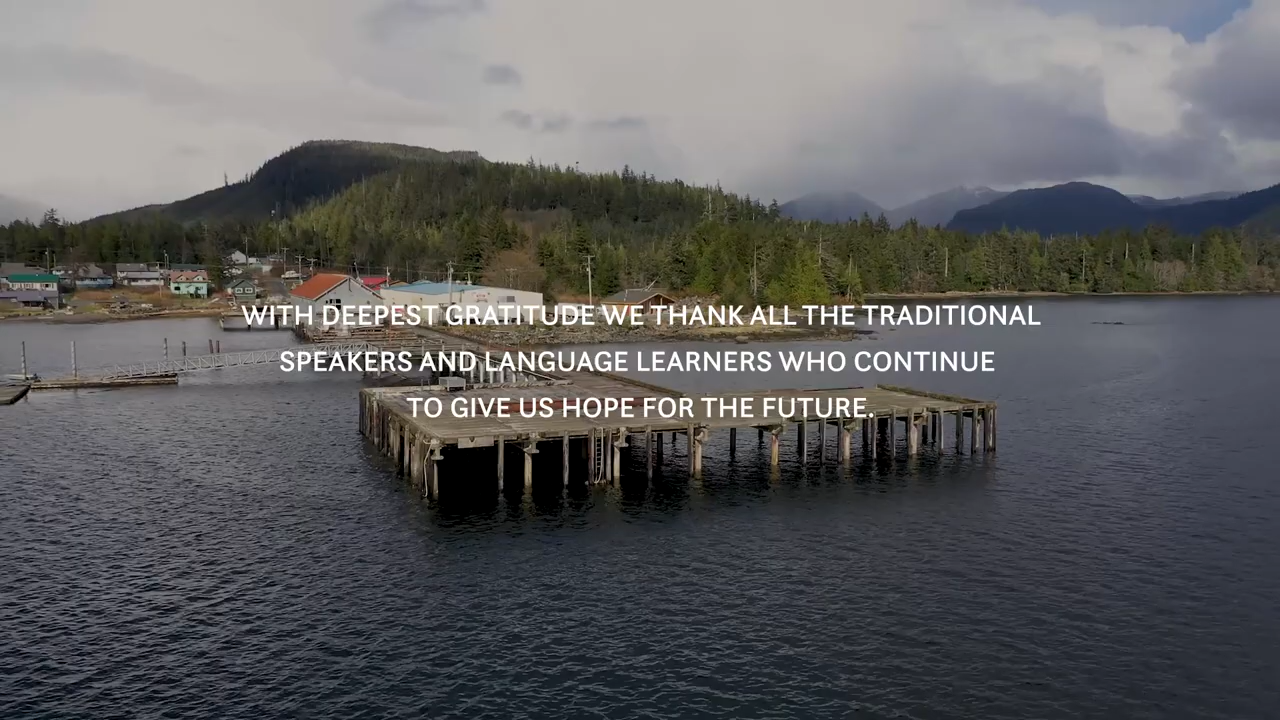 WITH DEEPEST GRATITUDE WE THANK ALL THE TRADITIONAL
SPEAKERS AND LANGUAGE LEARNERS WHO CONTINUE
TO GIVE US HOPE FOR THE FUTURE.